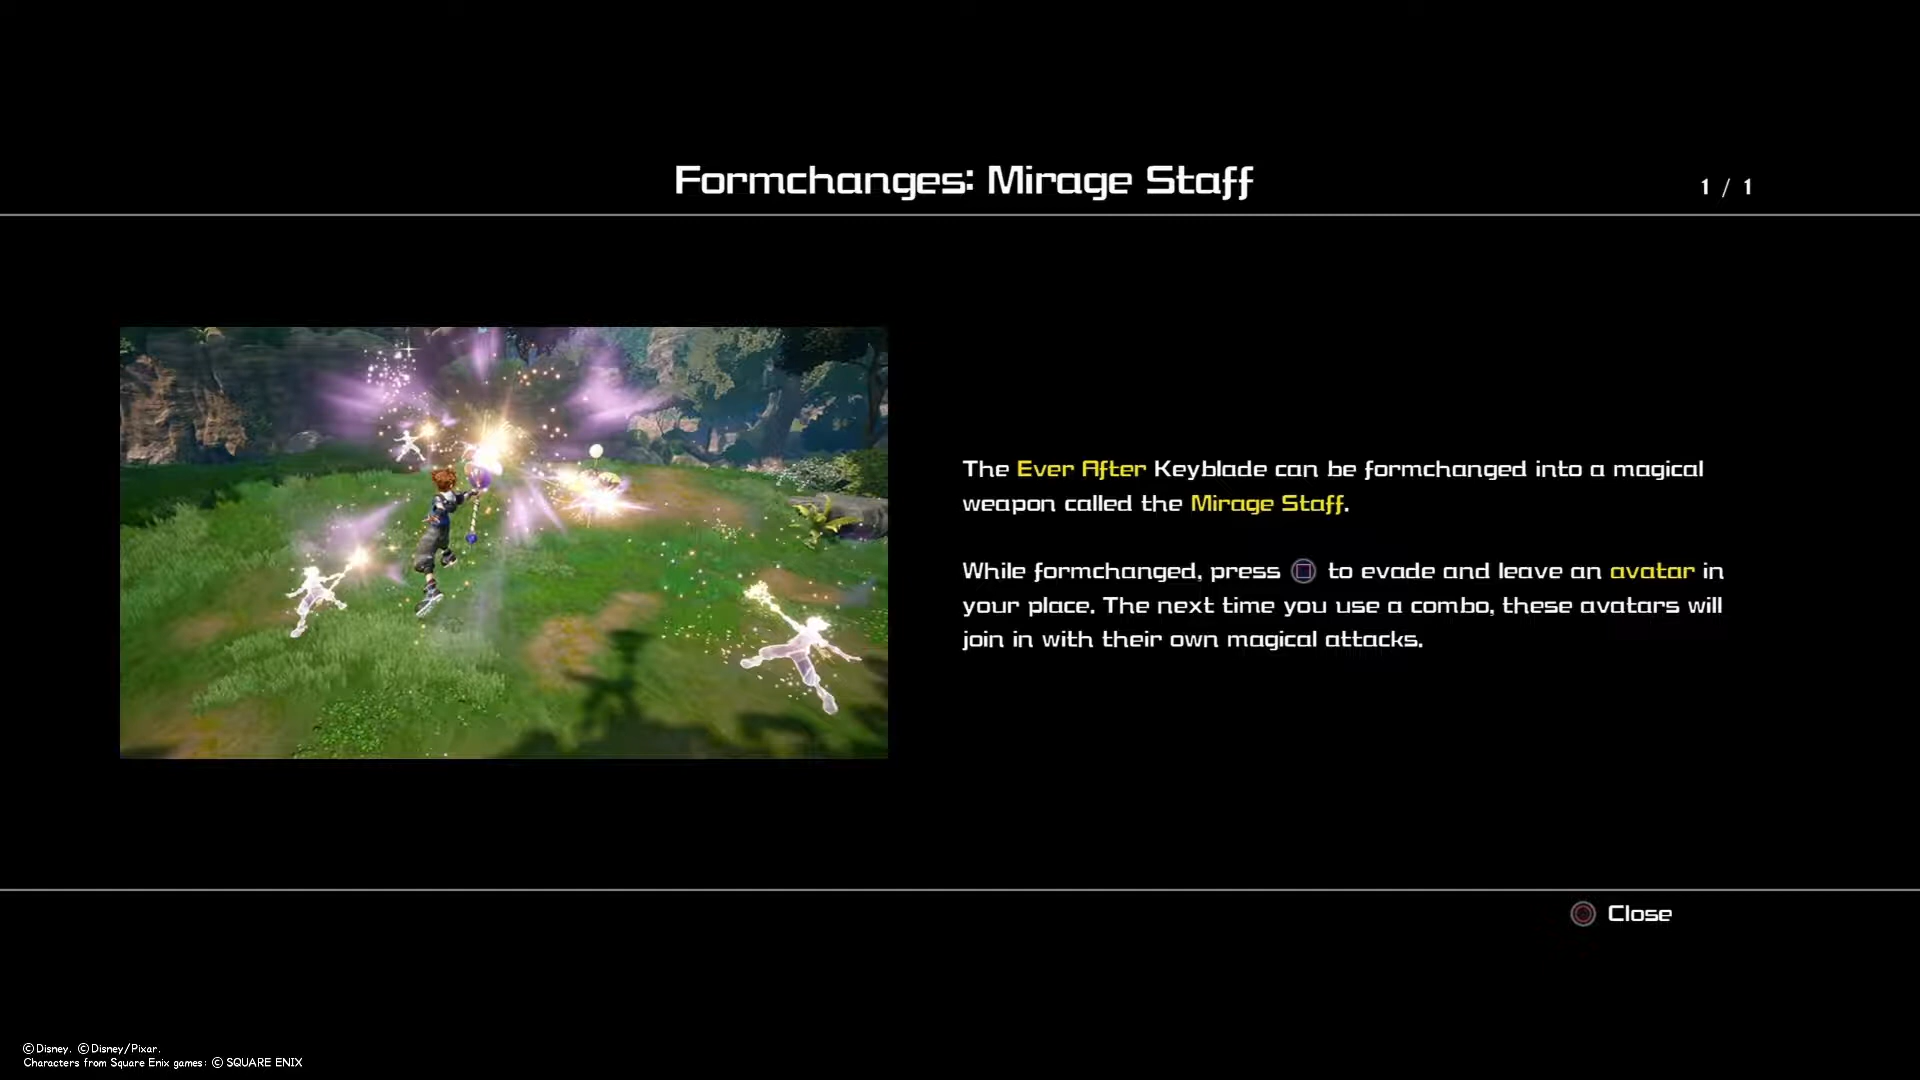 Formchanges: Mirage Staff
1 / 1
The Ever After Keyblade can be formchanged into a magical
weapon called the Mirage Staff.
While formchanged, press to evade and leave an avatar in
your place. The next time you use a combo, these avatars will
join in with their own magical attacks.
Close
©Disney. ©Disney/Pixar.
Characters from Square Enix games: © SQUARE ENIX